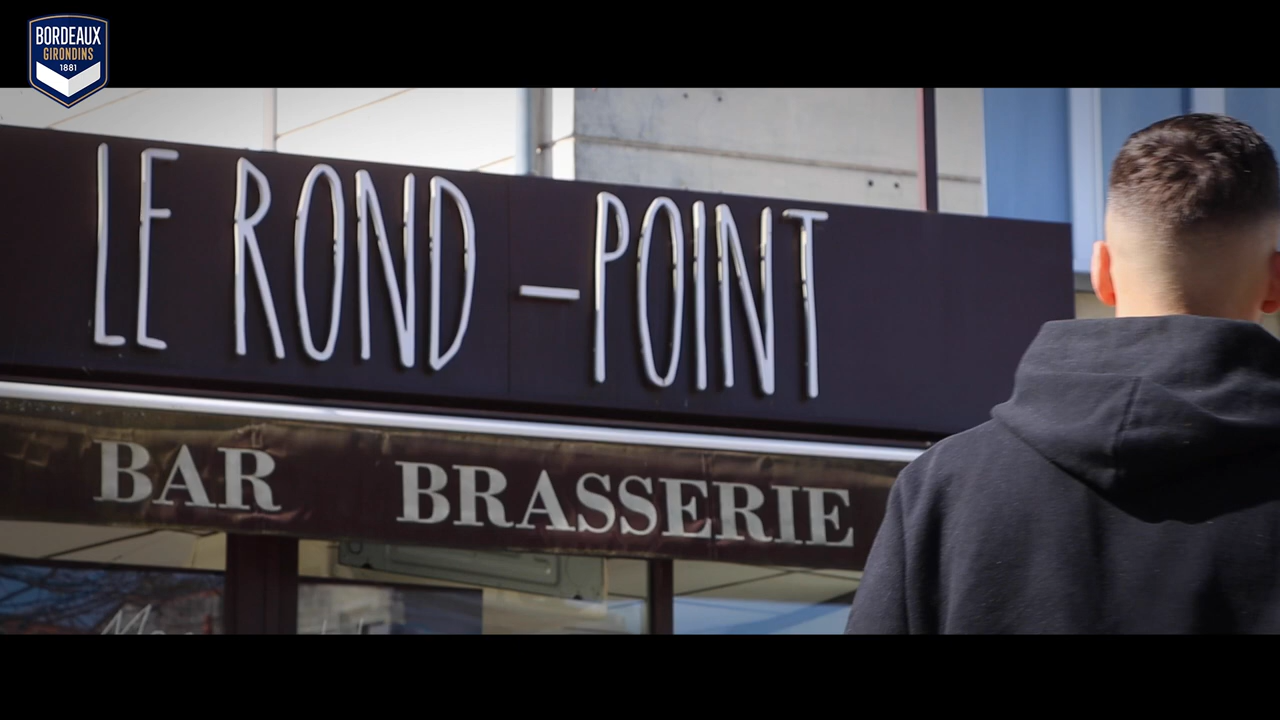 BORDEAUX
GIRONDINS
1881
LE ROND-POINT
BAR BRASSERIE